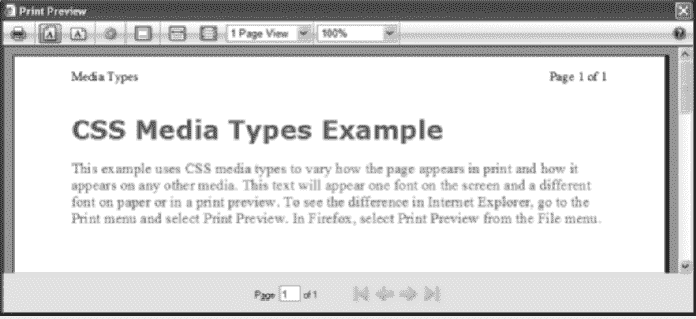 Print Preview
1 Page View 100%
Media Types Page 1 of 1
CSS Media Types Example
This example uses CSS media types to vary how the page appears in print and how it
appears on any other media. This text will appear one font on the screen and a different
font on paper or in a print preview. To see the difference in Internet Explorer, go to the
Print menu and select Print Preview. In Firefox, select Print Preview from the File menu.
Page 1 of 1